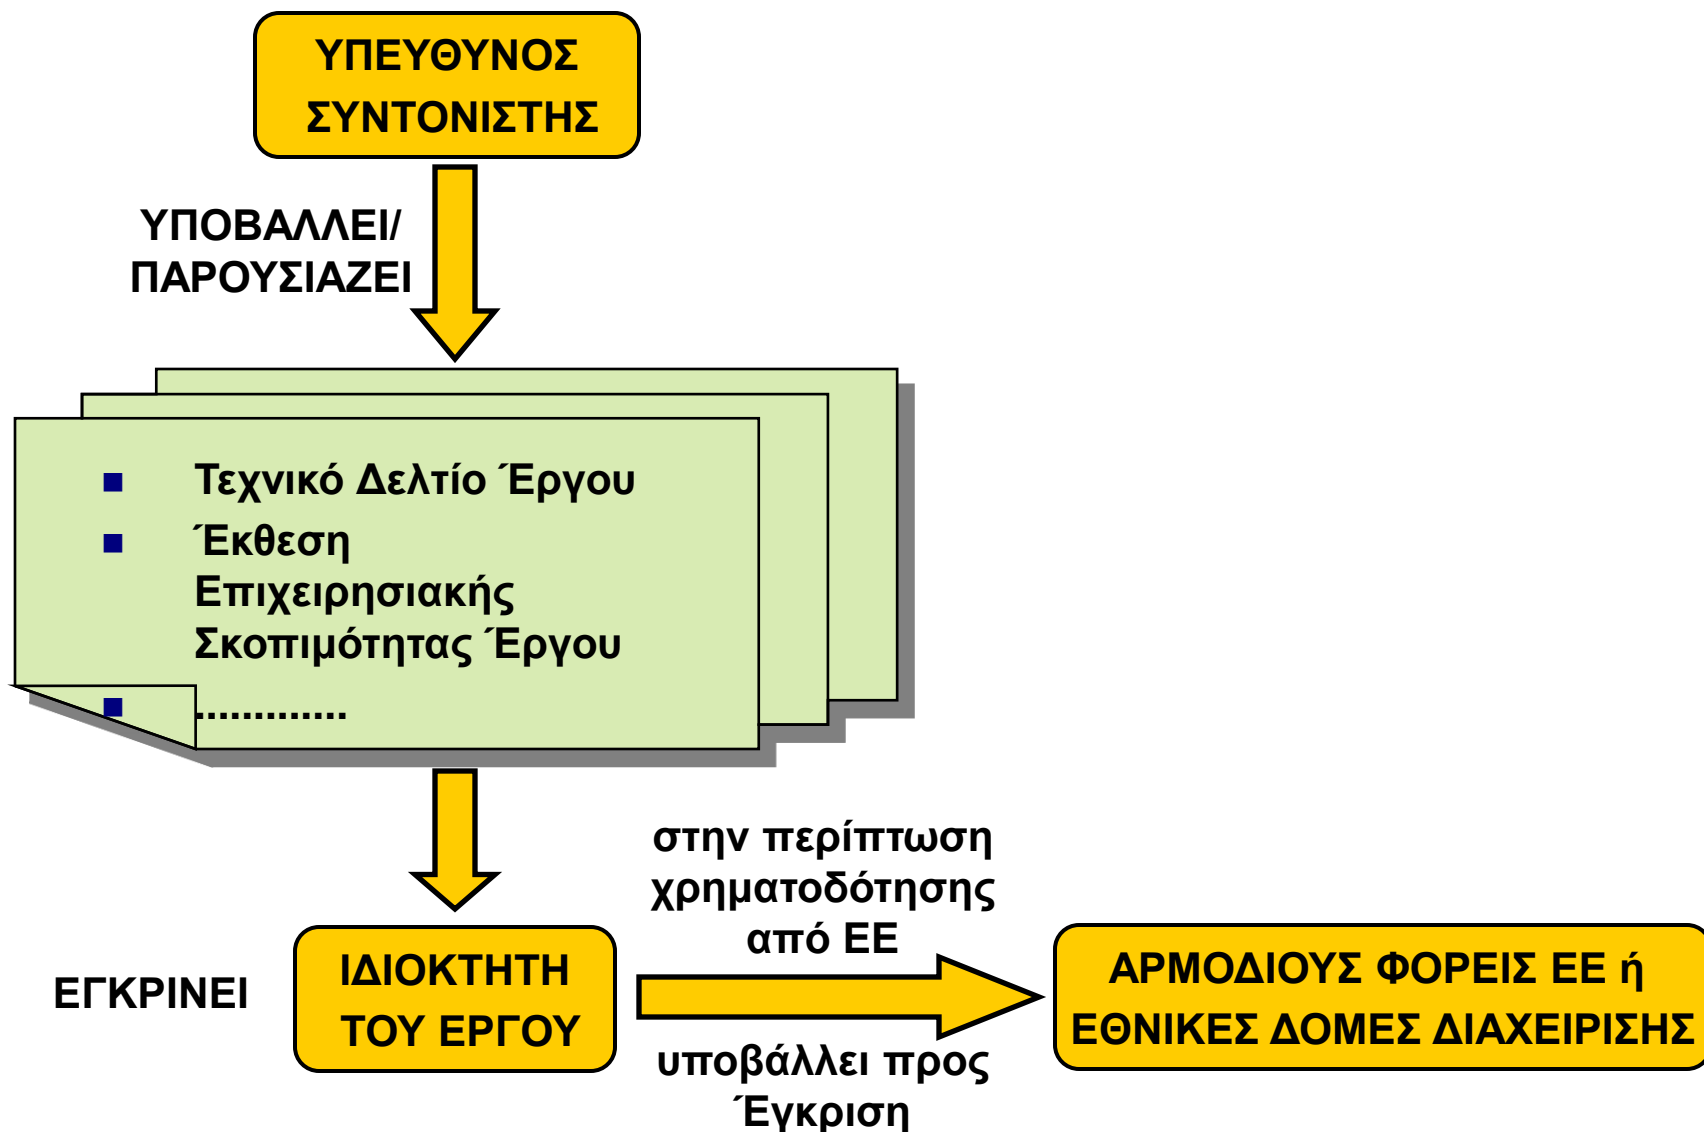 ΥΠΕΥΘΥΝΟΣ
ΣΥΝΤΟΝΙΣΤΗΣ
ΥΠΟΒΑΛΛΕΙ/
ΠΑΡΟΥΣΙΑΖΕΙ
Τεχνικό Δελτίο Έργου
Έκθεση
Επιχειρησιακής
Σκοπιμότητας Έργου
.............
στην περίπτωση
χρηματοδότησης
από ΕΕ
ΕΓΚΡΙΝΕΙ
ΙΔΙΟΚΤΗΤΗ
ΤΟΥ ΕΡΓΟΥ
ΑΡΜΟΔΙΟΥΣ ΦΟΡΕΙΣ ΕΕ ή
ΕΘΝΙΚΕΣ ΔΟΜΕΣ ΔΙΑΧΕΙΡΙΣΗΣ
υποβάλλει προς
Έγκριση